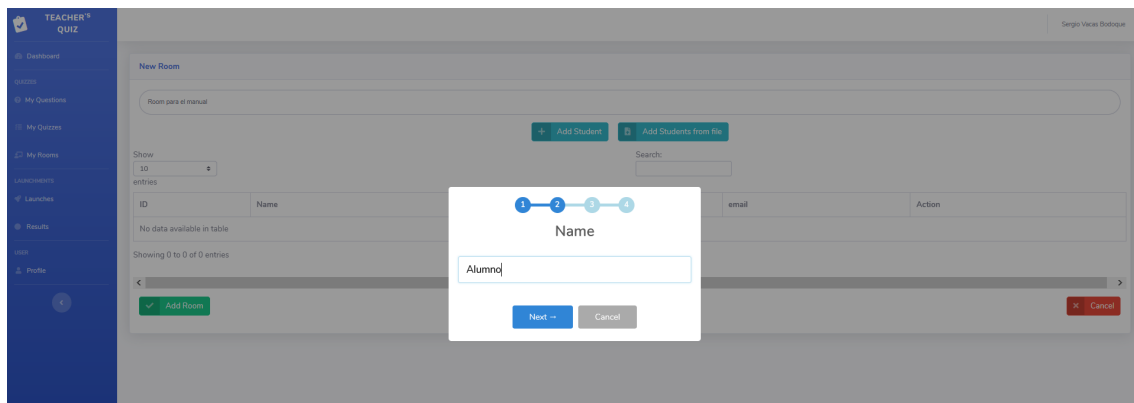 TEACHER'S
QUIZ
Sergio Vacas Bodoque
Dashboard
QUIZZES
My Questions
My Quizzes
My Rooms
LAUNCHMENTS
Launches
Results
USER
Profile
New Room
Room para el manual
+ Add Student
Add Students from file
Show
10
entries
Search:
ID Name email Action
No data available in table
Showing 0 to 0 of 0 entries
Add Room
× Cancel
1 2 3 4
Name
Alumno
Next → Cancel